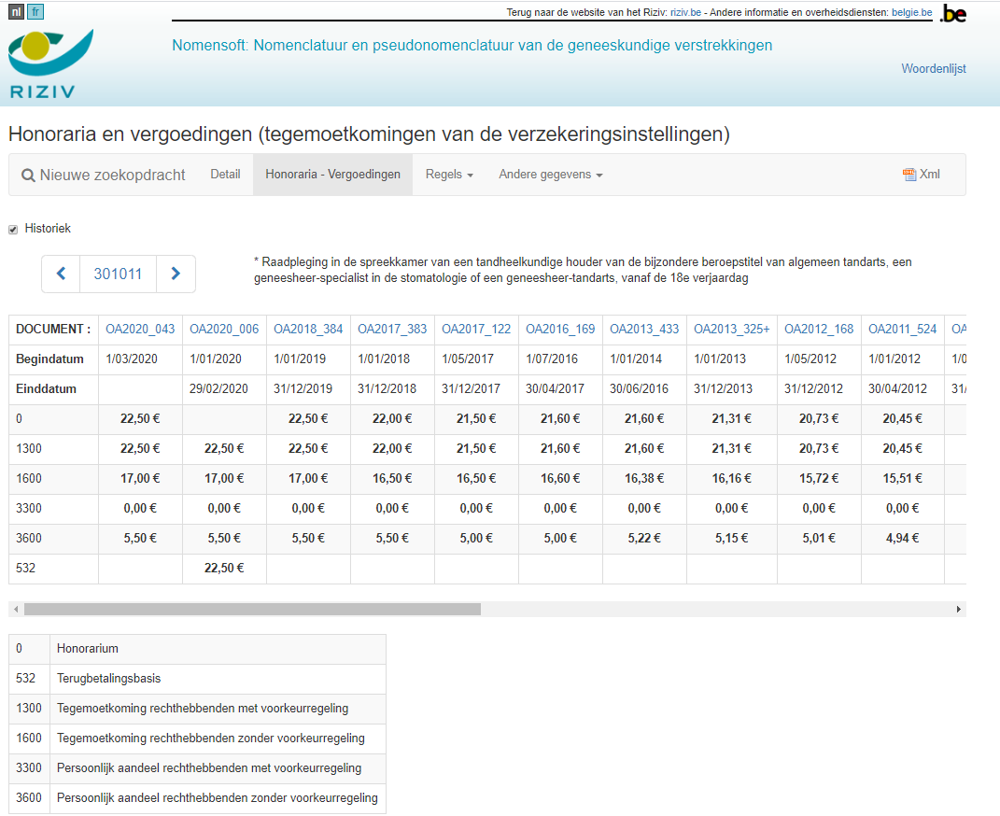 nl fr
Terug naar de website van het Riziv: riziv.be - Andere informatie en overheidsdiensten: belgie.be .be
Nomensoft: Nomenclatuur en pseudonomenclatuur van de geneeskundige verstrekkingen
Woordenlijst
RIZIV
Honoraria en vergoedingen (tegemoetkomingen van de verzekeringsinstellingen)
Nieuwe zoekopdracht Detail Honoraria - Vergoedingen Regels Andere gegevens Xml
Historiek
301011
* Raadpleging in de spreekkamer van een tandheelkundige houder van de bijzondere beroepstitel van algemeen tandarts, een
geneesheer-specialist in de stomatologie of een geneesheer-tandarts, vanaf de 18e verjaardag
DOCUMENT : OA2020_043 OA2020_006 OA2018_384 OA2017_383 OA2017_122 OA2016_169 OA2013_433 OA2013_325+ OA2012_168 OA2011_524 OA
Begindatum 1/03/2020 1/01/2020 1/01/2019 1/01/2018 1/05/2017 1/07/2016 1/01/2014 1/01/2013 1/05/2012 1/01/2012 1/0
Einddatum 29/02/2020 31/12/2019 31/12/2018 31/12/2017 30/04/2017 30/06/2016 31/12/2013 31/12/2012 30/04/2012 31/
0 22,50 € 22,50 € 22,00 € 21,50 € 21,60 € 21,60 € 21,31 € 20,73 € 20,45 €
1300 22,50 € 22,50 € 22,50 € 22,00 € 21,50 € 21,60 € 21,60 € 21,31 € 20,73 € 20,45 €
1600 17,00 € 17,00 € 17,00 € 16,50 € 16,50 € 16,60 € 16,38 € 16,16 € 15,72 € 15,51 €
3300 0,00 € 0,00 € 0,00 € 0,00 € 0,00 € 0,00 € 0,00 € 0,00 € 0,00 € 0,00 €
3600 5,50 € 5,50 € 5,50 € 5,50 € 5,00 € 5,00 € 5,22 € 5,15 € 5,01 € 4,94 €
532 22,50 €
0 Honorarium
532 Terugbetalingsbasis
1300 Tegemoetkoming rechthebbenden met voorkeurregeling
1600 Tegemoetkoming rechthebbenden zonder voorkeurregeling
3300 Persoonlijk aandeel rechthebbenden met voorkeurregeling
3600 Persoonlijk aandeel rechthebbenden zonder voorkeurregeling